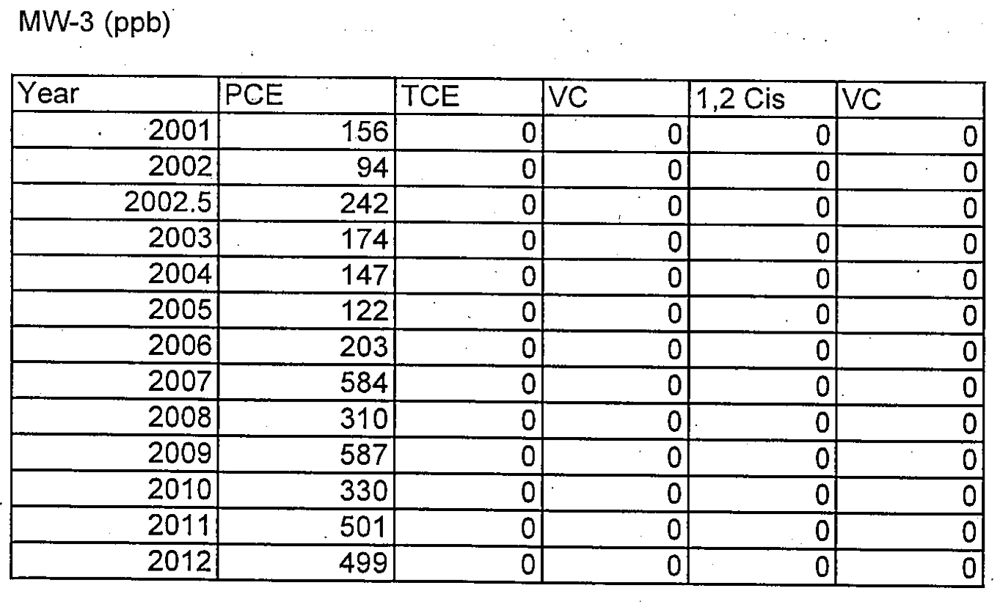 MW-3 (ppb)
Year PCE TCE VC 1,2 Cis VC
2001 156 0 0 0 0
2002 94 0 0 0 0
2002.5 242 0 0 0 0
2003 174 0 0 0 0
2004 147 0 0 0 0
2005 122 0 0 0 0
2006 203 0 0 0 0
2007 584 0 0 0 0
2008 310 0 0 0 0
2009 587 0 0 0 0
2010 330 0 0 0 0
2011 501 0 0 0 0
2012 499 0 0 0 0